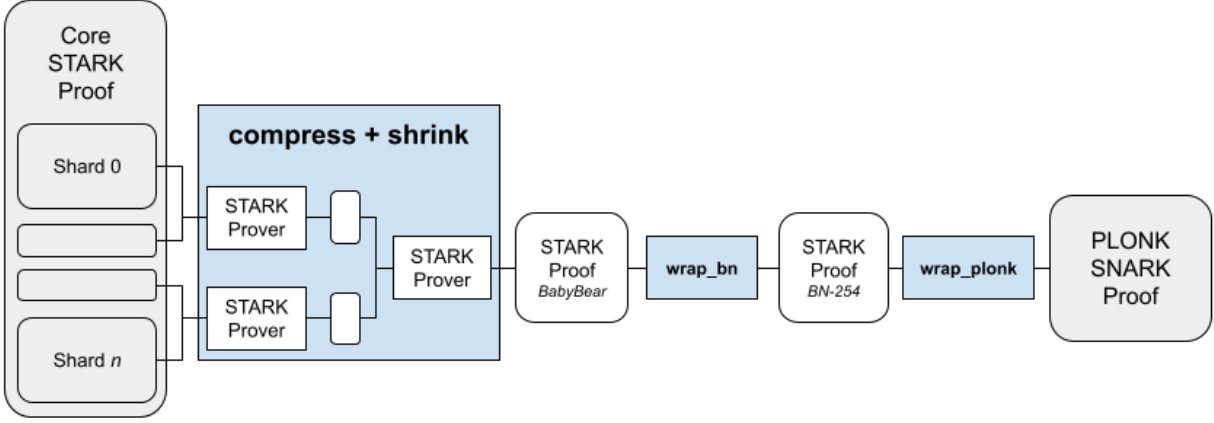 Core
STARK
Proof
Shard 0
Shard n
compress + shrink
STARK
Prover
STARK
Prover
STARK
Prover
STARK
Proof
BabyBear
wrap_bn
STARK
Proof
BN-254
wrap_plonk
PLONK
SNARK
Proof